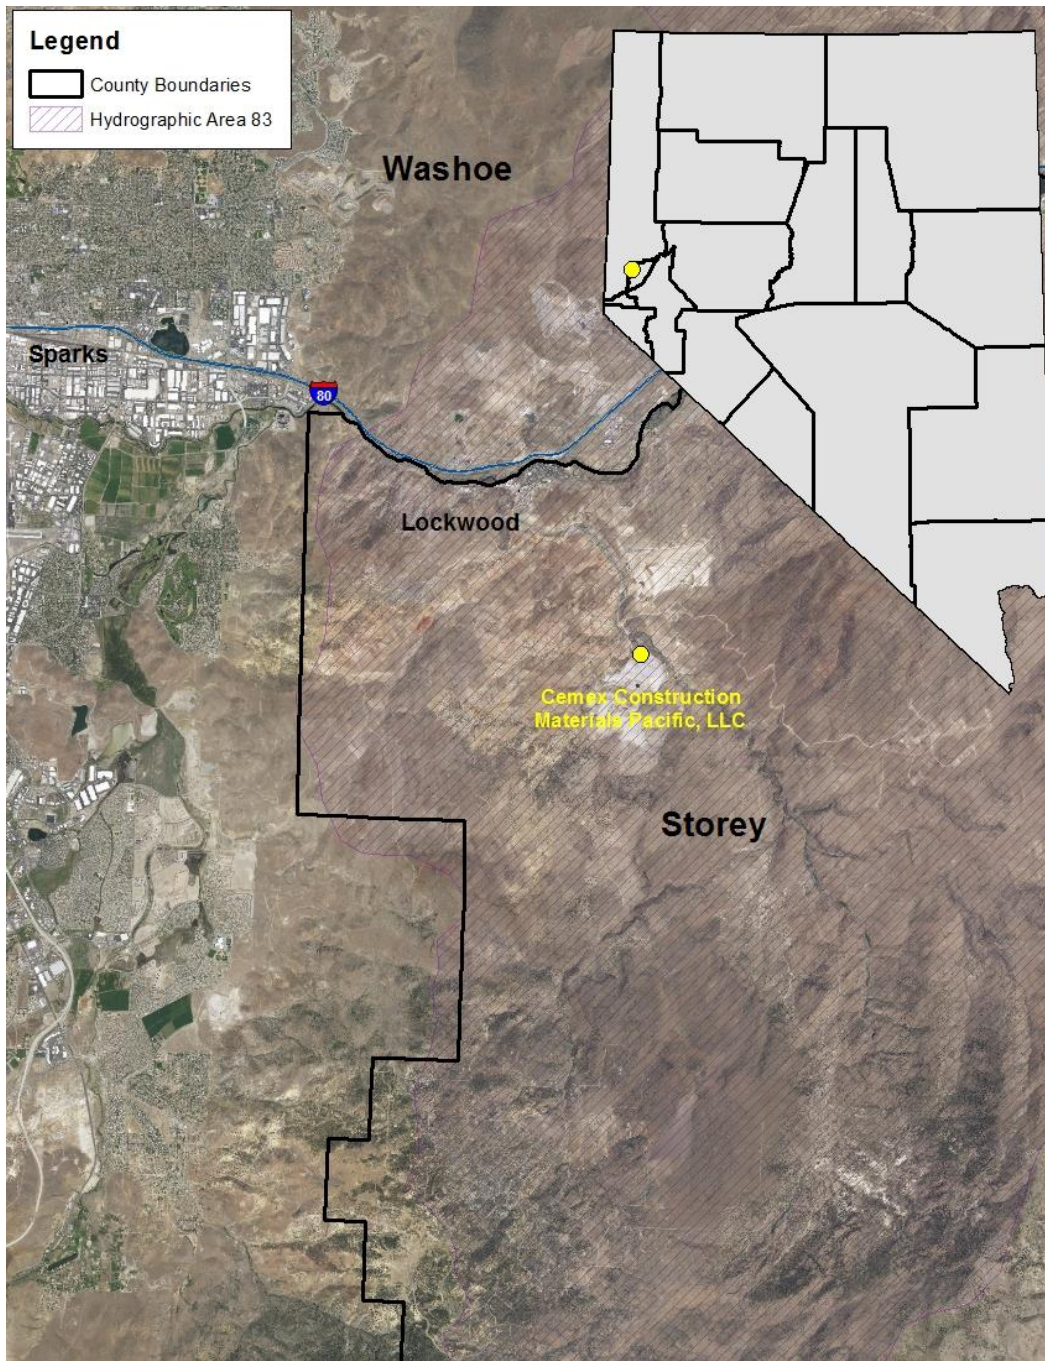 Legend
County Boundaries
Hydrographic Area 83
Washoe
Sparks
80
Lockwood
Cemex Construction
Materials Pacific, LLC
Storey